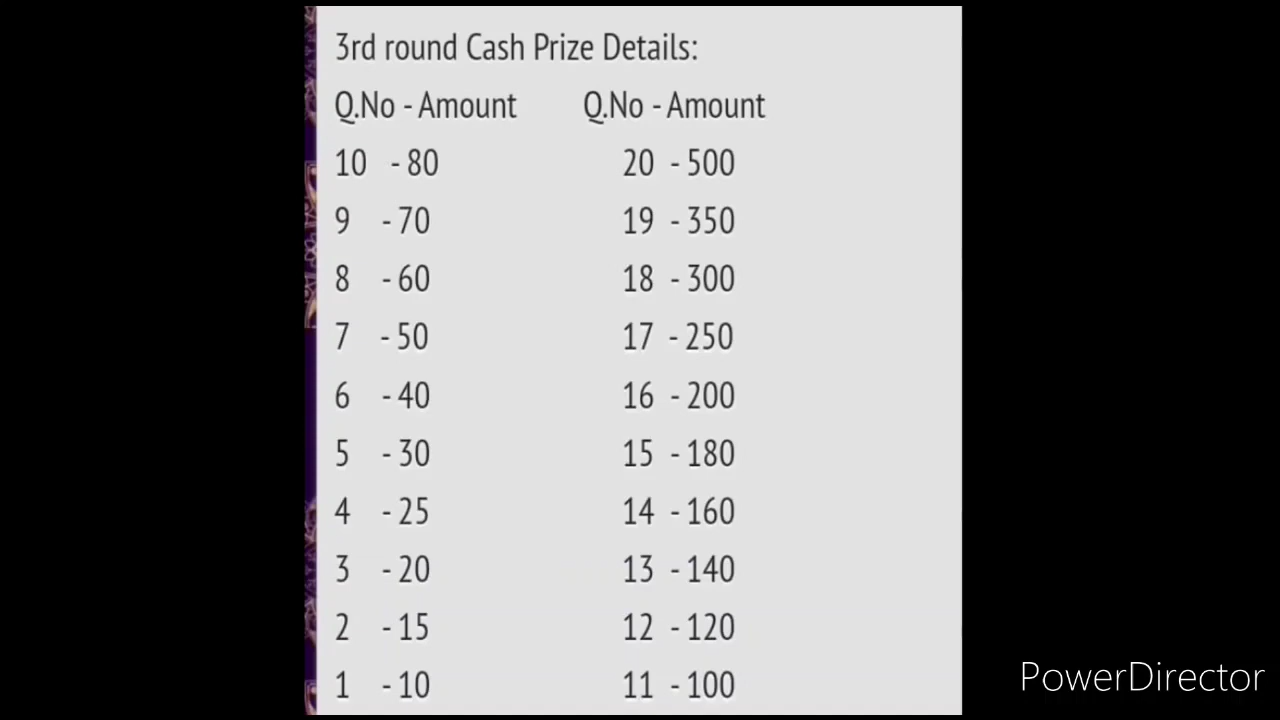 3rd round Cash Prize Details:
Q.No - Amount Q.No - Amount
10 - 80 20 - 500
9 - 70 19 - 350
8 - 60 18 - 300
7 - 50 17 - 250
6 - 40 16 - 200
5 - 30 15 - 180
4 - 25 14 - 160
3 - 20 13 - 140
2 - 15 12 - 120
1 - 10 11 - 100
PowerDirector